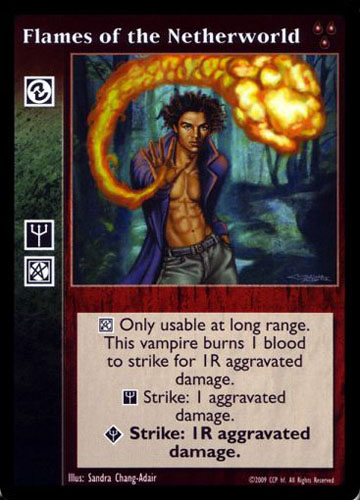 Flames of the Netherworld
Only usable at long range.
This vampire burns 1 blood
to strike for 1R aggravated
damage.
Strike: 1 aggravated
damage.
Strike: 1R aggravated
damage.
Illus: Sandra Chang-Adair
©2009 CCP hf. All Rights Reserved